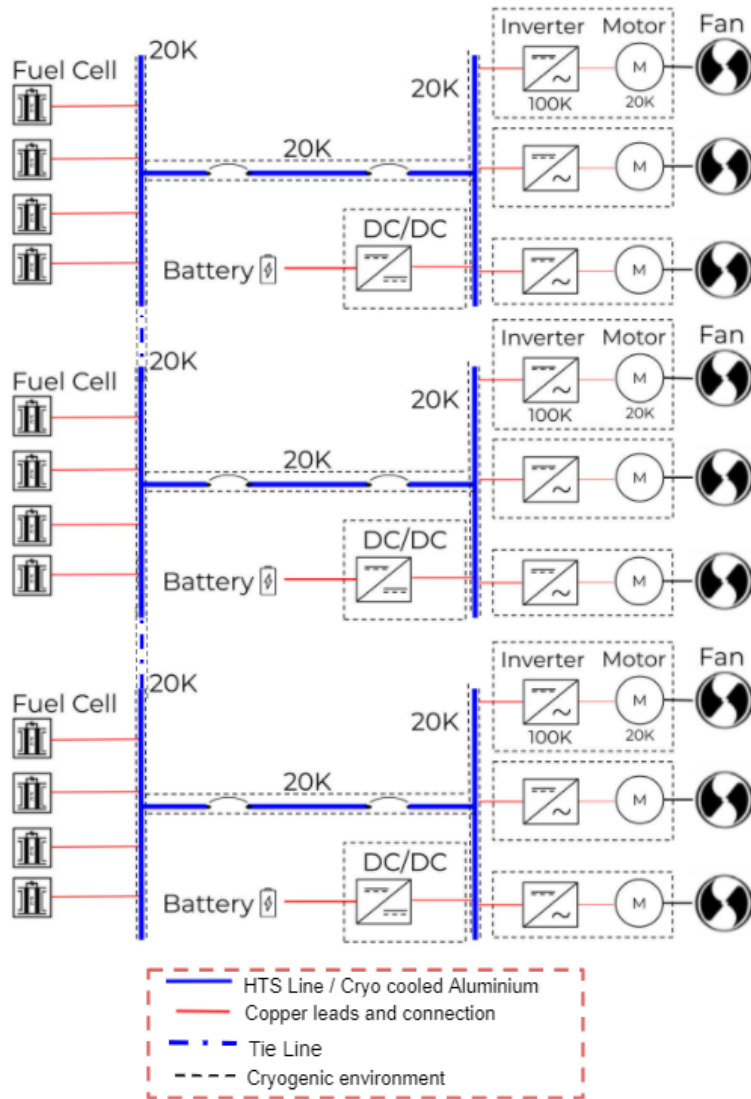 20K
Inverter Motor Fan
Fuel Cell
20K
M
100K
20K
20K
M
DC/DC
Battery
M
20K
Inverter Motor Fan
Fuel Cell
20K
M
100K
20K
20K
M
DC/DC
Battery
M
20K
Inverter Motor Fan
Fuel Cell
20K
M
100K
20K
20K
M
DC/DC
Battery
M
HTS Line / Cryo cooled Aluminium
Copper leads and connection
Tie Line
Cryogenic environment